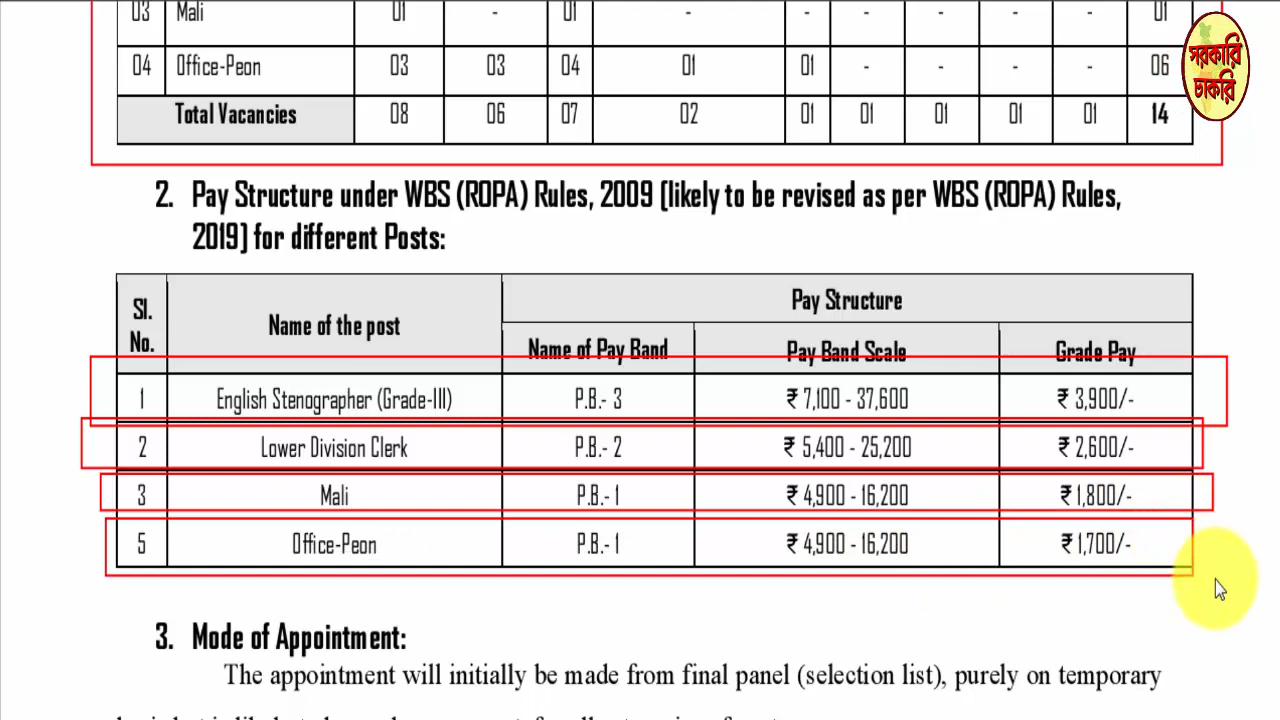 03 Mali 01 - 01 - - - - - 01
04 Office-Peon 03 03 04 01 01 - - - - 06
Total Vacancies 08 06 07 02 01 01 01 01 01 14
সরকারি
চাকরি
2. Pay Structure under WBS (ROPA) Rules, 2009 [likely to be revised as per WBS (ROPA) Rules,
2019] for different Posts:
Sl. No. Name of the post Pay Structure
Name of Pay Band Pay Band Scale Grade Pay
1 English Stenographer (Grade-III) P.B.- 3 ₹ 7,100 - 37,600 ₹ 3,900/-
2 Lower Division Clerk P.B.- 2 ₹ 5,400 - 25,200 ₹ 2,600/-
3 Mali P.B.- 1 ₹ 4,900 - 16,200 ₹ 1,800/-
5 Office-Peon P.B.- 1 ₹ 4,900 - 16,200 ₹ 1,700/-
3. Mode of Appointment:
The appointment will initially be made from final panel (selection list), purely on temporary